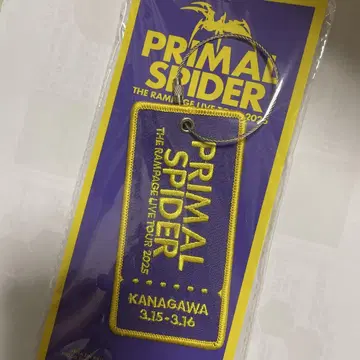 PRIMAL
SPIDER
THE RAMPAGE LIVE TOUR 2025
PRIMAL
SPIDER
THE RAMPAGE LIVE TOUR 2025
KANAGAWA
3.15-3.16